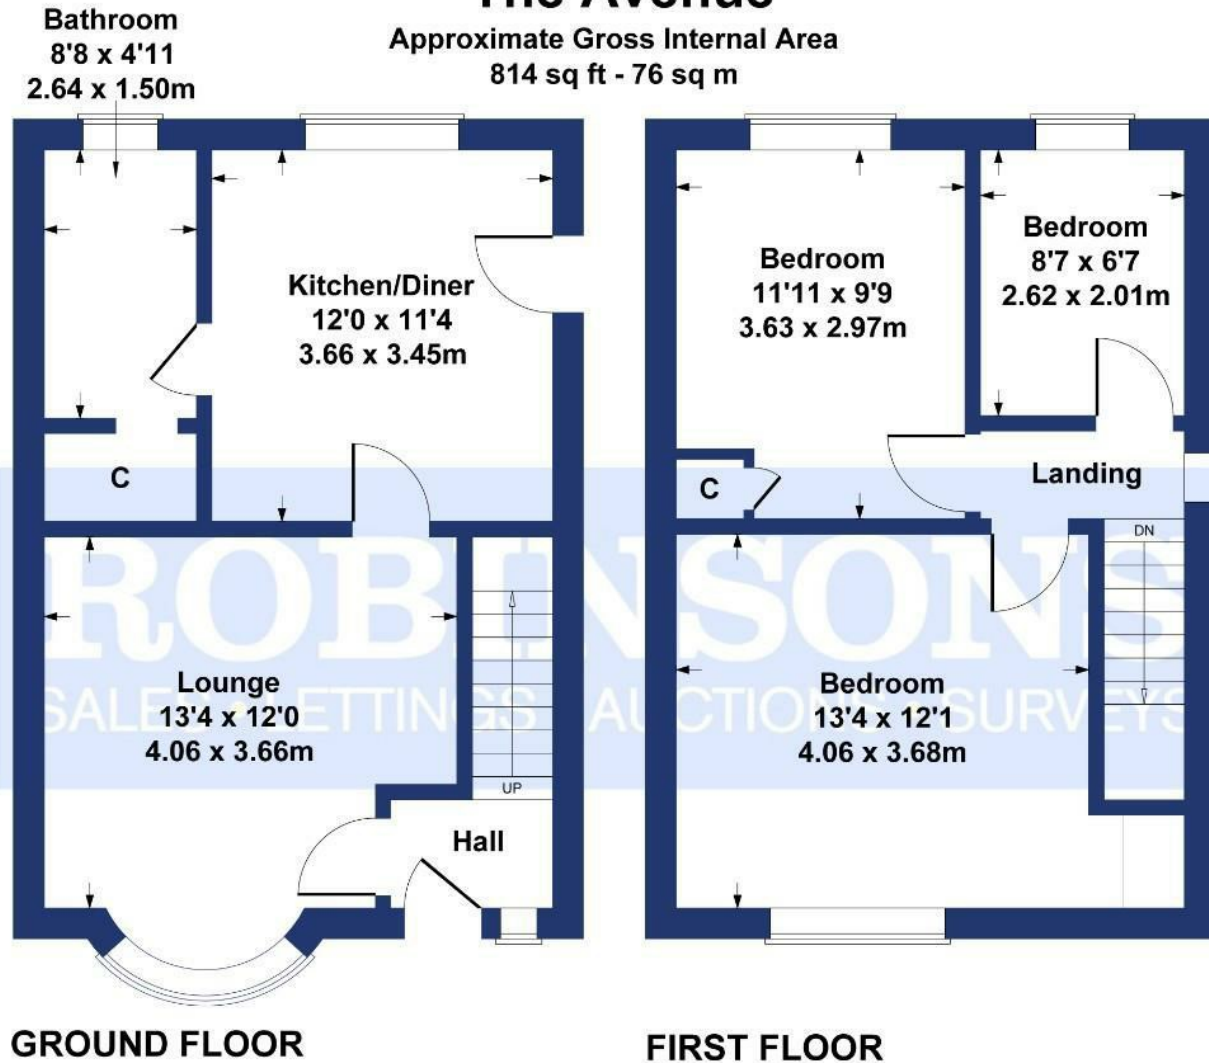 The Avenue
Approximate Gross Internal Area
814 sq ft - 76 sq m
Bathroom
8'8 x 4'11
2.64 x 1.50m
Kitchen/Diner
12'0 x 11'4
3.66 x 3.45m
C
Lounge
13'4 x 12'0
4.06 x 3.66m
UP
Hall
GROUND FLOOR
Bedroom
11'11 x 9'9
3.63 x 2.97m
Bedroom
8'7 x 6'7
2.62 x 2.01m
C
Landing
DN
Bedroom
13'4 x 12'1
4.06 x 3.68m
FIRST FLOOR
ROBINSONS
SALES • LETTINGS AUCTIONS • SURVEYS